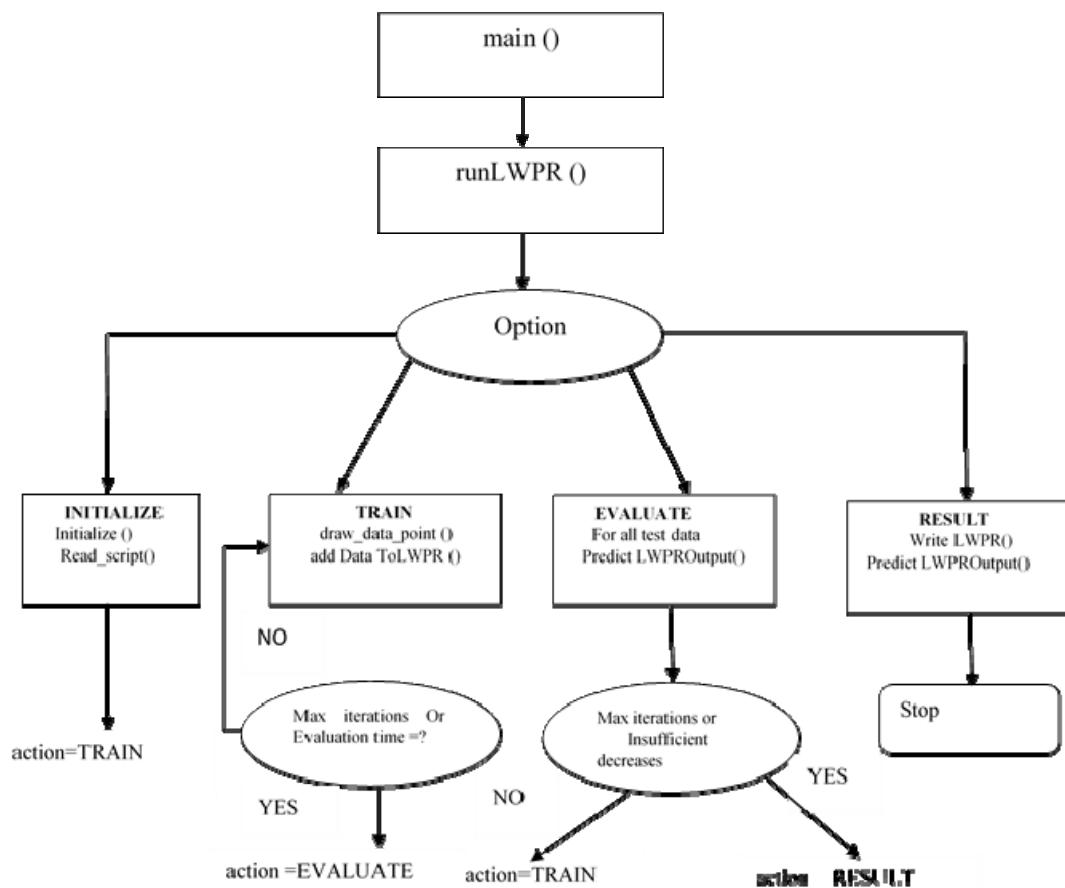 main ()
runLWPR ()
Option
INITIALIZE
Initialize ()
Read_script()
TRAIN
draw_data_point ()
add Data ToLWPR ()
EVALUATE
For all test data
Predict LWPROutput()
RESULT
Write LWPR()
Predict LWPROutput()
NO
Max iterations Or
Evaluation time =?
Max iterations or
Insufficient
decreases
Stop
action=TRAIN
YES
NO
YES
action =EVALUATE
action=TRAIN
action RESULT